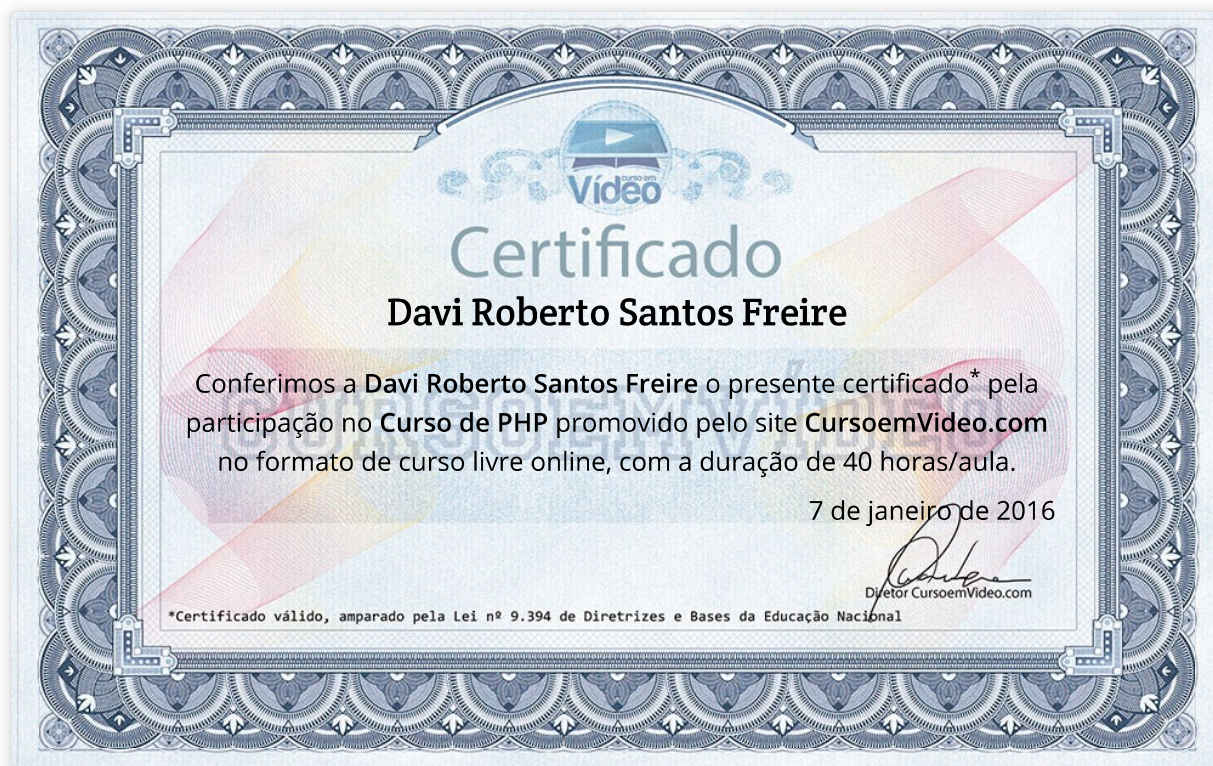 curso em
Vídeo
Certificado
Davi Roberto Santos Freire
Conferimos a Davi Roberto Santos Freire o presente certificado* pela
participação no Curso de PHP promovido pelo site CursoemVideo.com
no formato de curso livre online, com a duração de 40 horas/aula.
7 de janeiro de 2016
Diretor CursoemVideo.com
*Certificado válido, amparado pela Lei nº 9.394 de Diretrizes e Bases da Educação Nacional